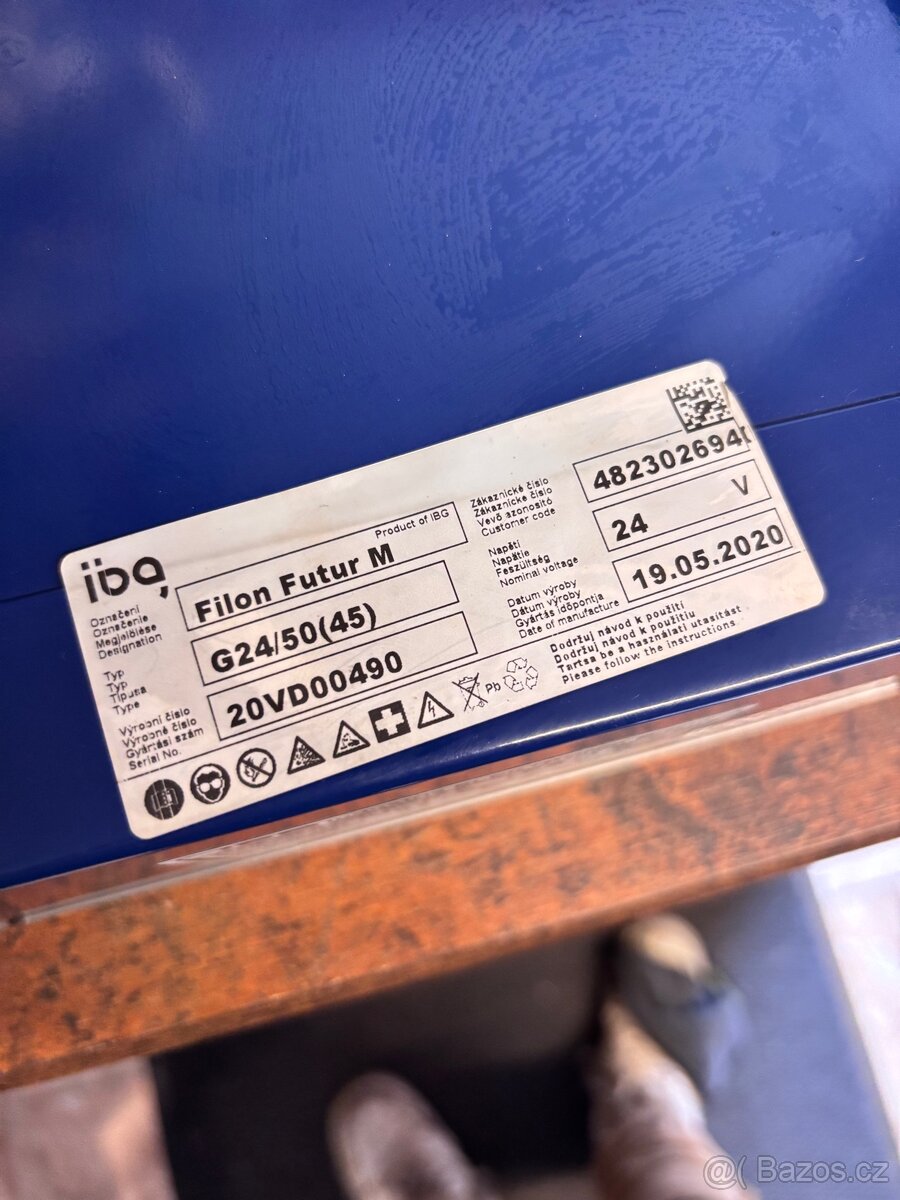 iba,
Product of IBG
Označení
Označenie
Megjelölése
Designation
Filon Futur M
Typ
Typ
Típusa
Type
G24/50(45)
Výrobní číslo
Výrobné číslo
Gyártási szám
Serial No.
20VD00490
Zákaznické číslo
Zákaznícke číslo
Vevő azonosító
Customer code
482302694
Napětí
Napätie
Feszültség
Nominal voltage
24 V
Datum výroby
Dátum výroby
Gyártás időpontja
Date of manufacture
19.05.2020
Pb
Dodržuj návod k použití
Dodržuj návod k použitiu
Tartsa be a használati utasítást
Please follow the instructions.
@( Bazos.cz